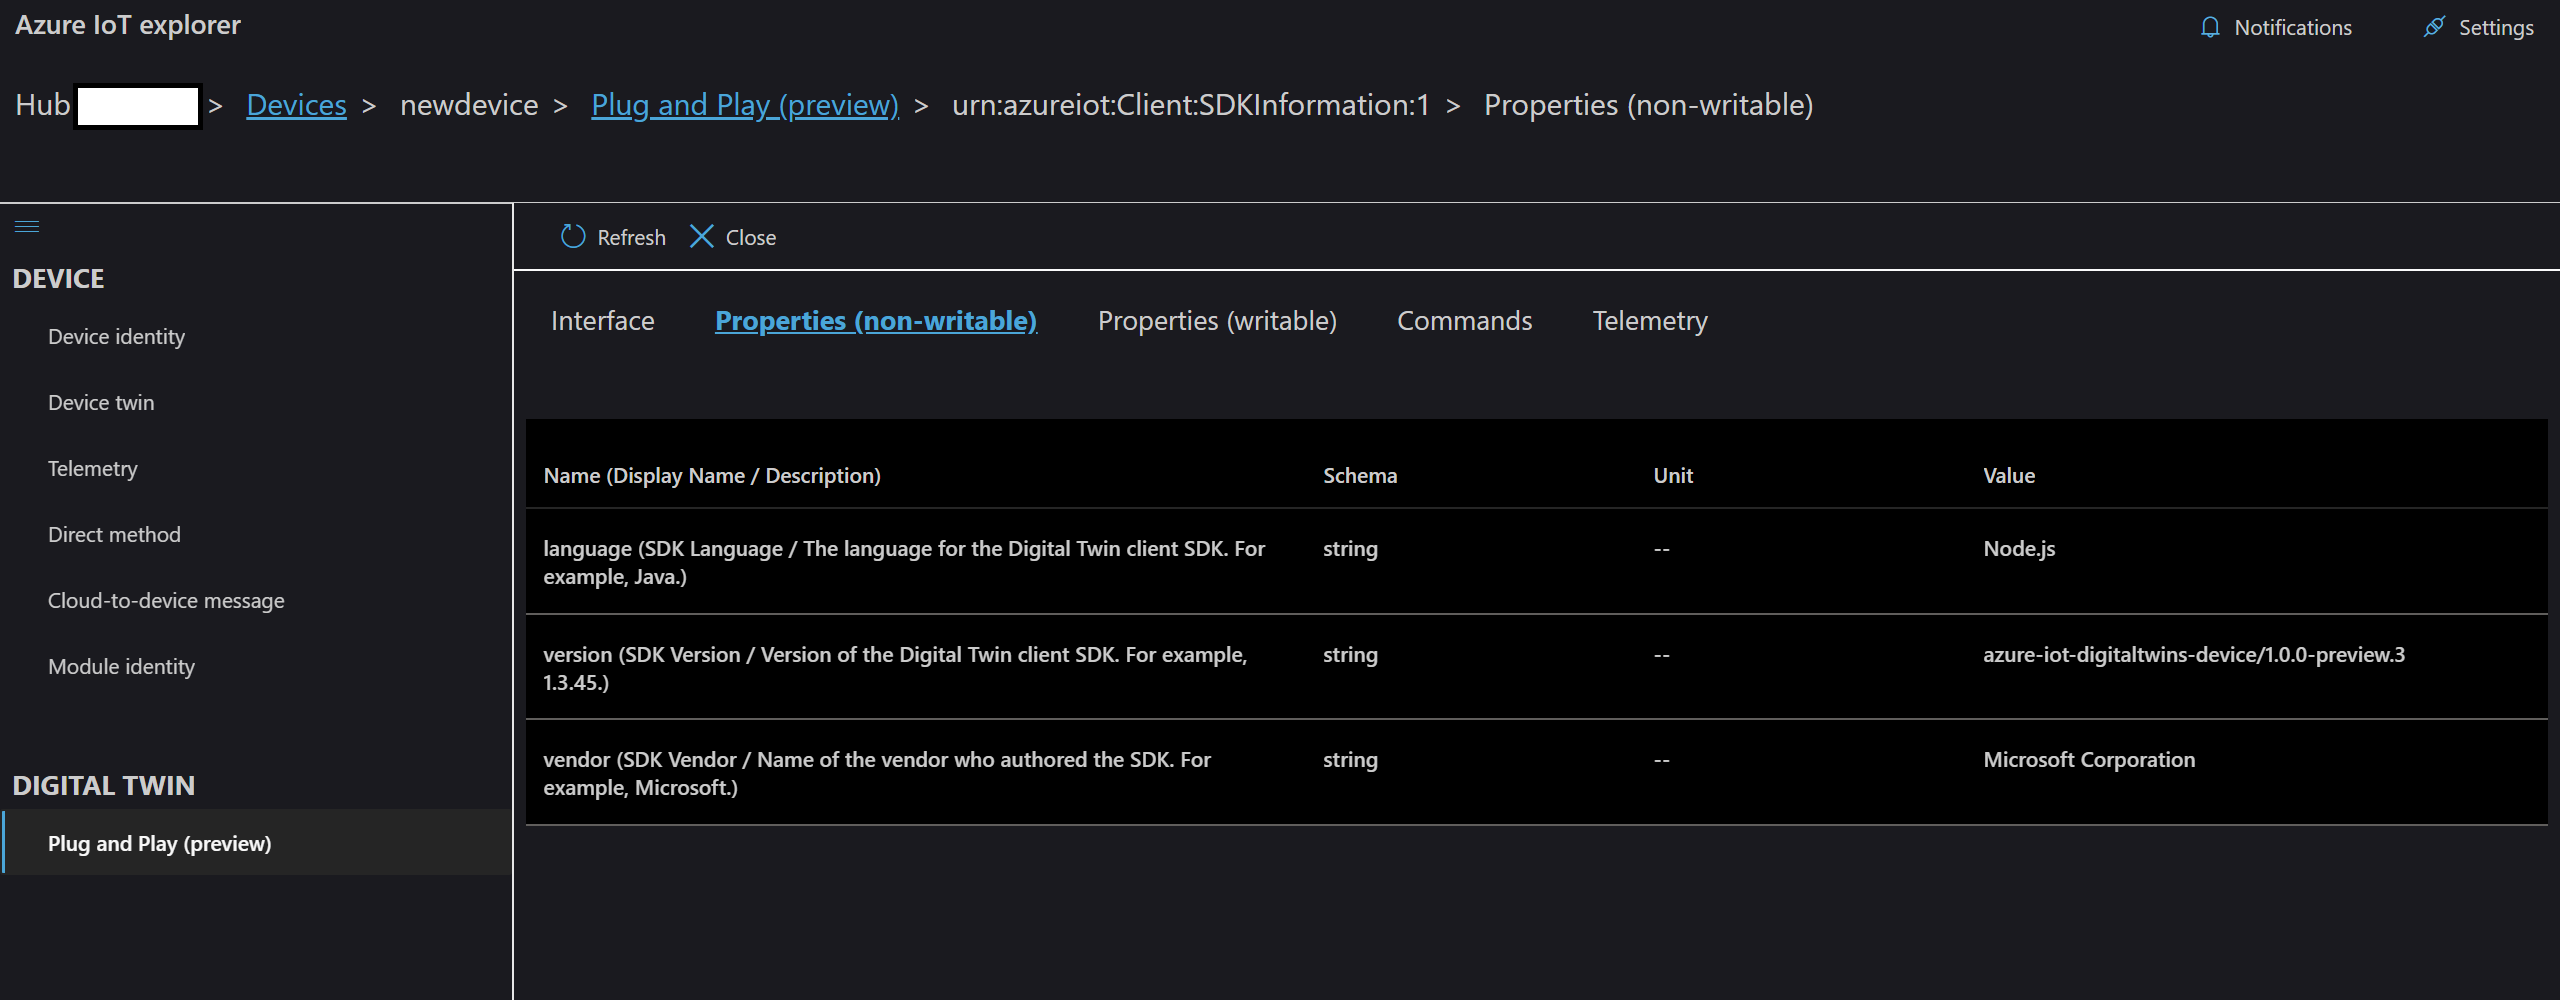 Azure IoT explorer
Notifications
Settings
Hub > Devices > newdevice > Plug and Play (preview) > urn:azureiot:Client:SDKInformation:1 > Properties (non-writable)
Refresh Close
DEVICE
Device identity
Device twin
Telemetry
Direct method
Cloud-to-device message
Module identity
DIGITAL TWIN
Plug and Play (preview)
Interface Properties (non-writable) Properties (writable) Commands Telemetry
Name (Display Name / Description) Schema Unit Value
language (SDK Language / The language for the Digital Twin client SDK. For string -- Node.js
example, Java.)
version (SDK Version / Version of the Digital Twin client SDK. For example, string -- azure-iot-digitaltwins-device/1.0.0-preview.3
1.3.45.)
vendor (SDK Vendor / Name of the vendor who authored the SDK. For string -- Microsoft Corporation
example, Microsoft.)